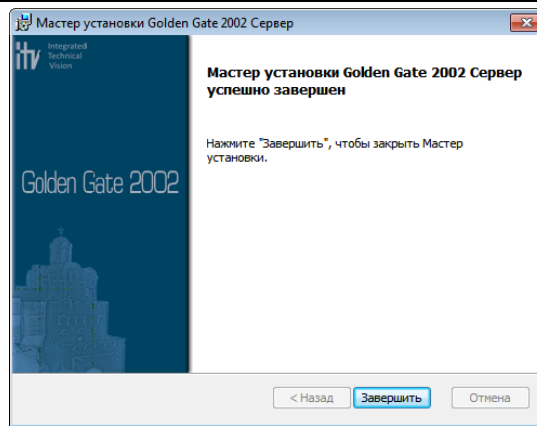 Мастер установки Golden Gate 2002 Сервер
itv Integrated
Technical
Vision
Мастер установки Golden Gate 2002 Сервер
успешно завершен
Нажмите "Завершить", чтобы закрыть Мастер
установки.
Golden Gate 2002
< Назад Завершить Отмена